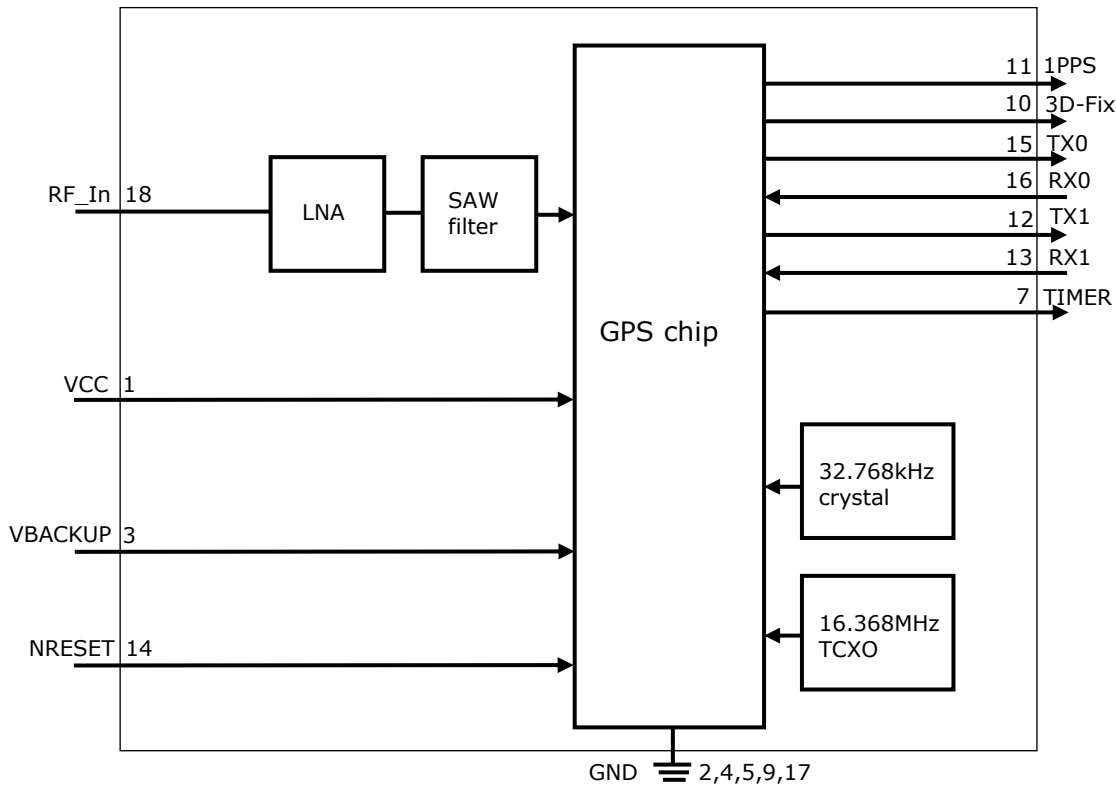 11 1PPS
10 3D-Fix
15 TX0
16 RX0
12 TX1
13 RX1
7 TIMER
RF_In 18
LNA
SAW
filter
GPS chip
VCC 1
VBACKUP 3
NRESET 14
32.768kHz
crystal
16.368MHz
TCXO
GND 2,4,5,9,17